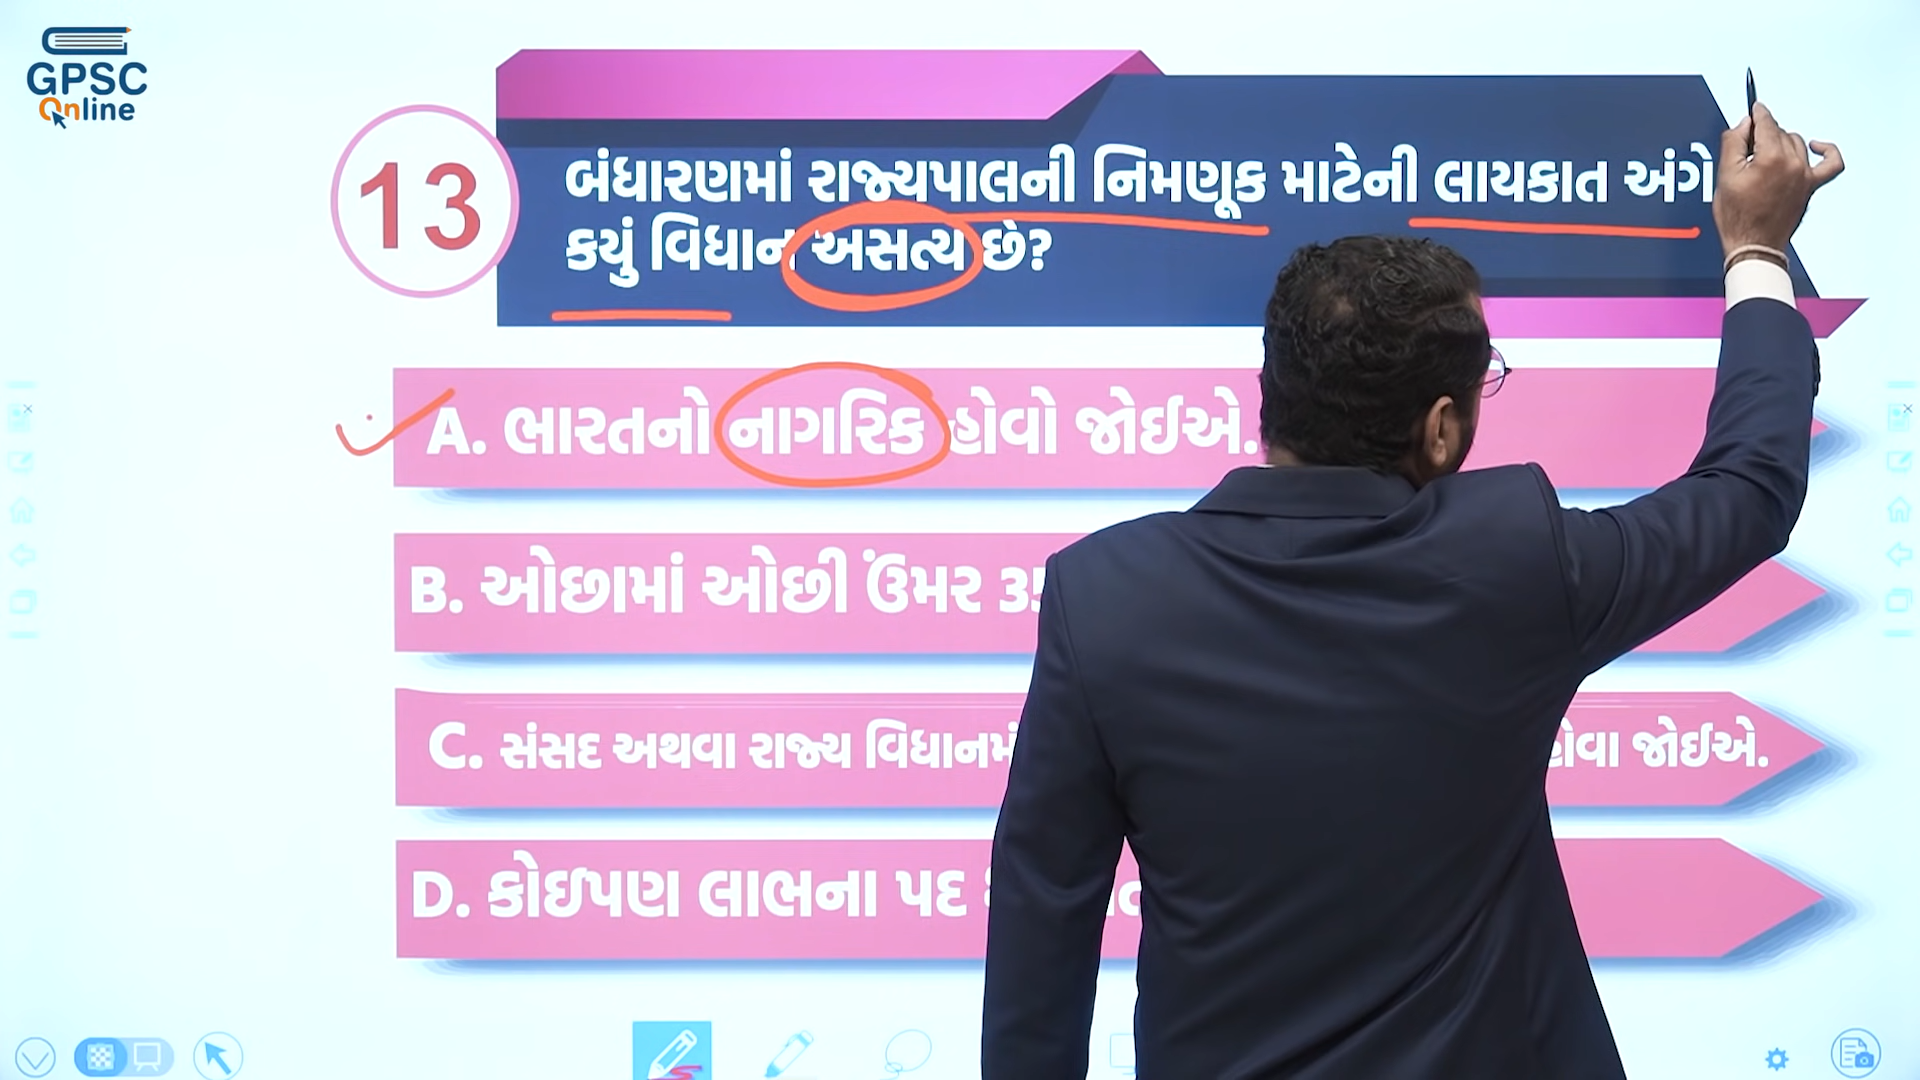 GPSC
Online
13
બંધારણમાં રાજ્યપાલની નિમણૂક માટેની લાયકાત અંગે
કયું વિધાન અસત્ય છે?
A. ભારતનો નાગરિક હોવો જોઈએ.
B. ઓછામાં ઓછી ઉંમર
C. સંસદ અથવા રાજ્ય જોઈએ.
D. કોઈપણ લાભના પદ